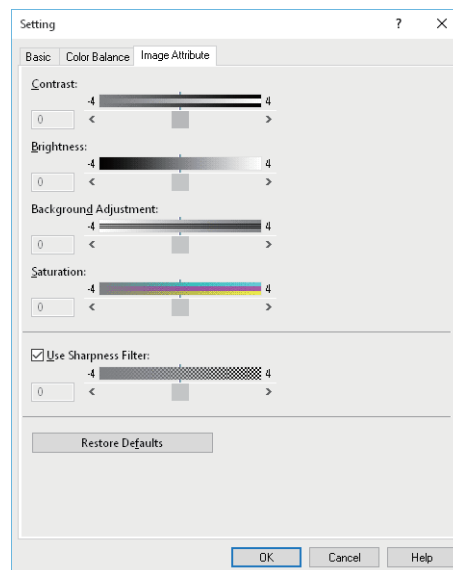 Setting ? ×
Basic Color Balance Image Attribute
Contrast:
-4 4
0 < >
Brightness:
-4 4
0 < >
Background Adjustment:
-4 4
0 < >
Saturation:
-4 4
0 < >
Use Sharpness Filter:
-4 4
0 < >
Restore Defaults
OK Cancel Help